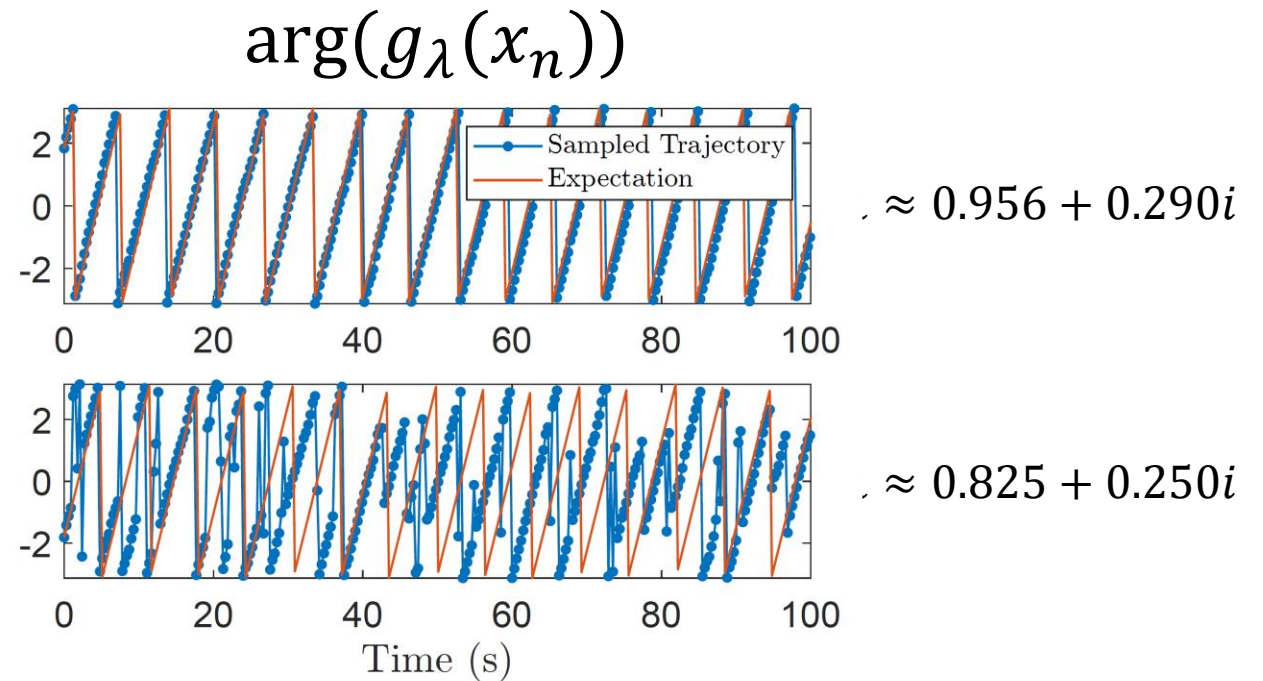 arg(g_λ(x_n))
2
0
-2
Sampled Trajectory
Expectation
≈ 0.956 + 0.290i
0 20 40 60 80 100
2
0
-2
≈ 0.825 + 0.250i
0 20 40 60 80 100
Time (s)